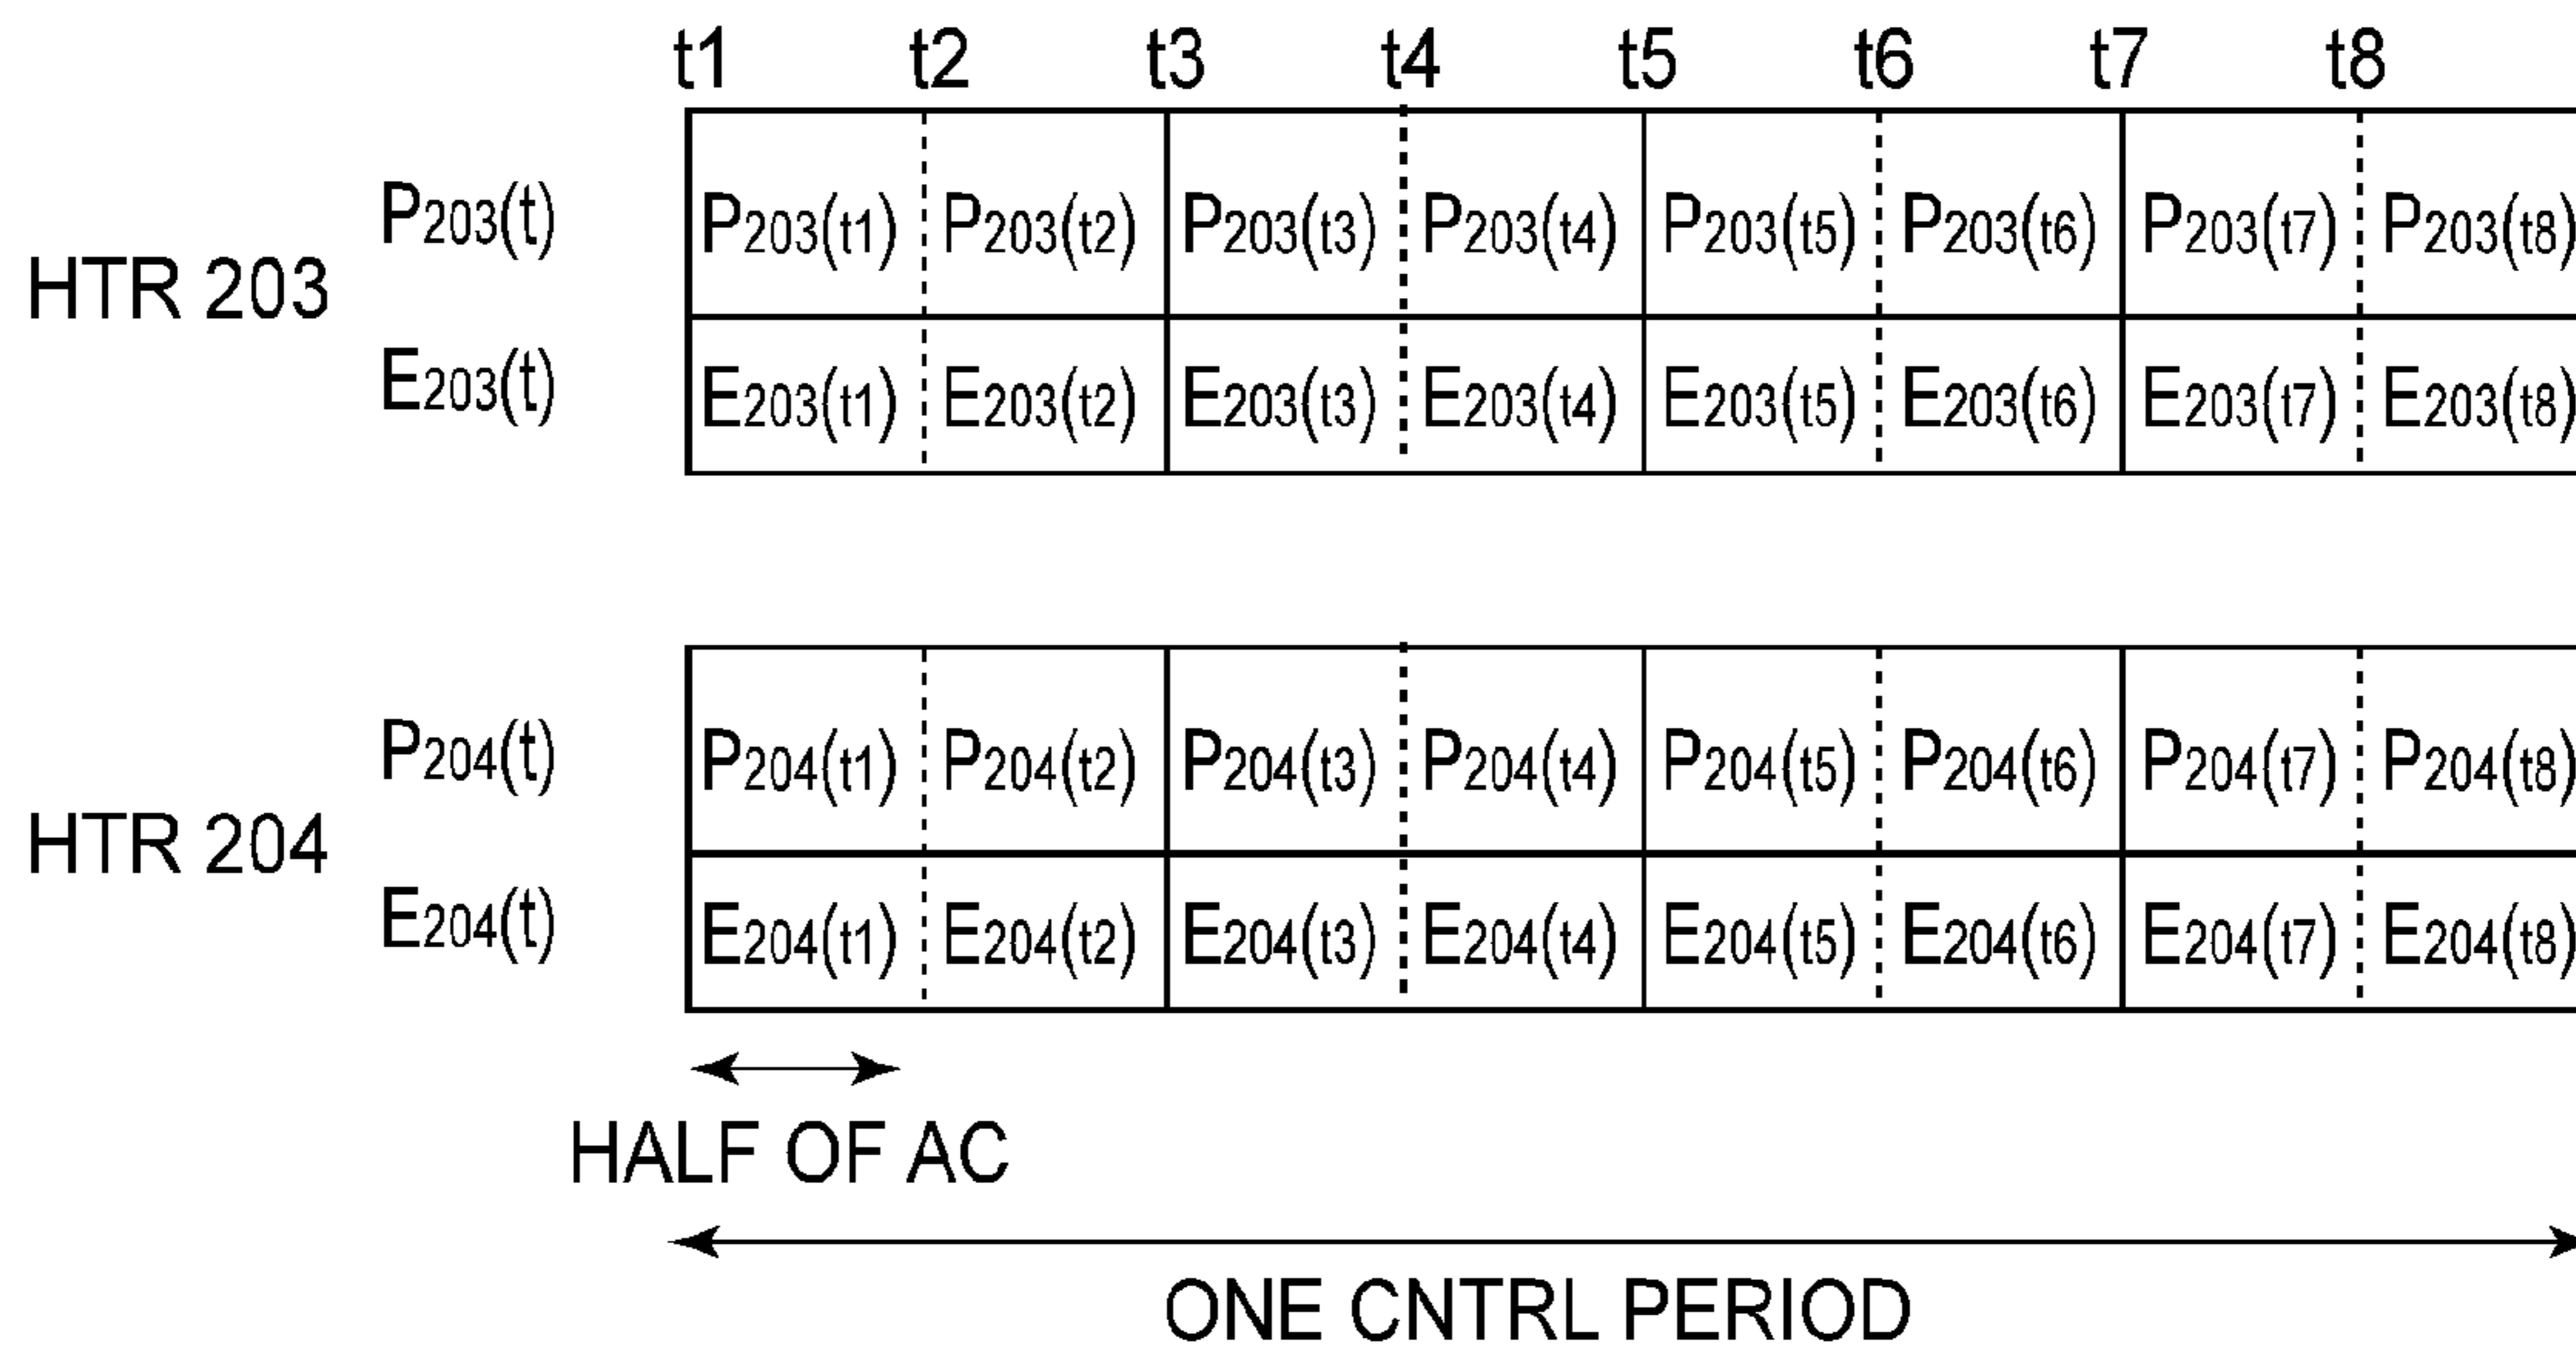 t1 t2 t3 t4 t5 t6 t7 t8
HTR 203
P203(t) P203(t1) P203(t2) P203(t3) P203(t4) P203(t5) P203(t6) P203(t7) P203(t8)
E203(t) E203(t1) E203(t2) E203(t3) E203(t4) E203(t5) E203(t6) E203(t7) E203(t8)
HTR 204
P204(t) P204(t1) P204(t2) P204(t3) P204(t4) P204(t5) P204(t6) P204(t7) P204(t8)
E204(t) E204(t1) E204(t2) E204(t3) E204(t4) E204(t5) E204(t6) E204(t7) E204(t8)
HALF OF AC
ONE CNTRL PERIOD